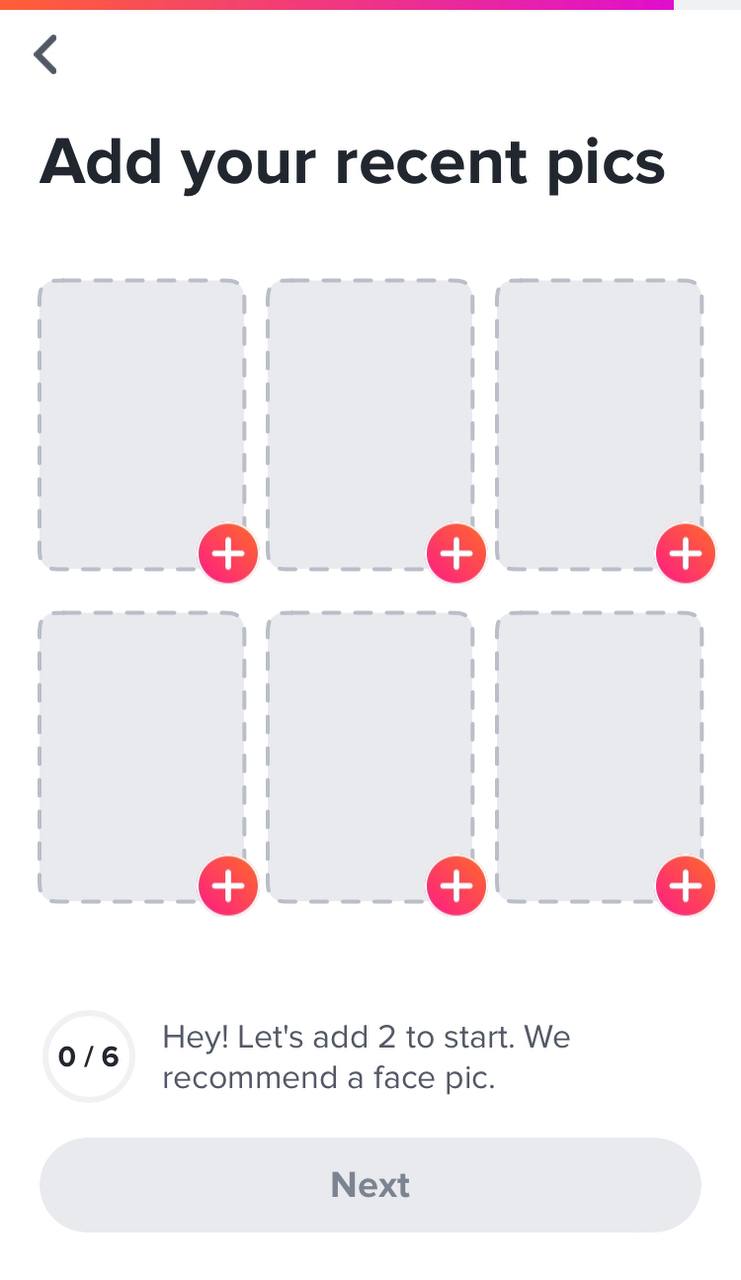 Add your recent pics
0 / 6
Hey! Let's add 2 to start. We
recommend a face pic.
Next